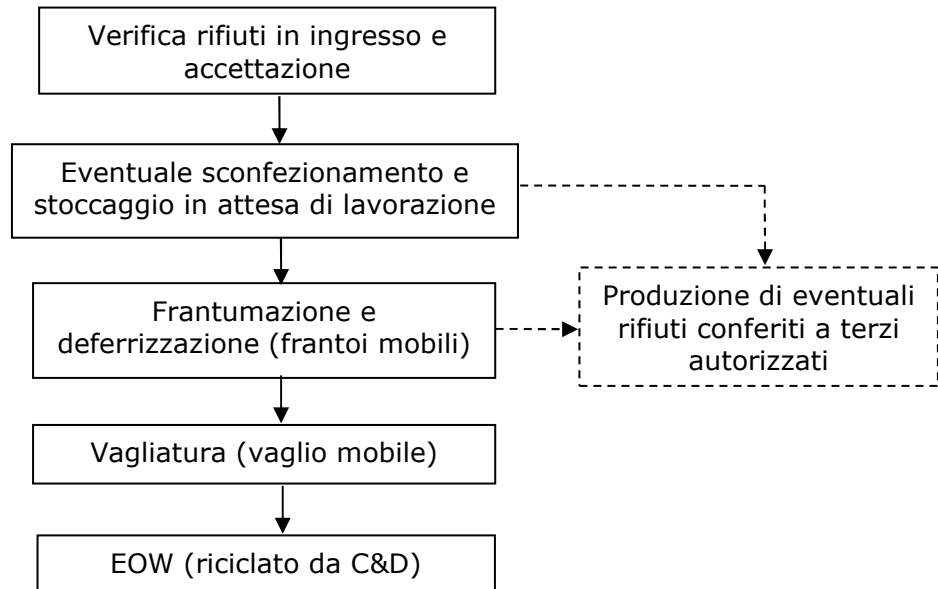 Verifica rifiuti in ingresso e
accettazione
Eventuale sconfezionamento e
stoccaggio in attesa di lavorazione
Frantumazione e
deferrizzazione (frantoi mobili)
Produzione di eventuali
rifiuti conferiti a terzi
autorizzati
Vagliatura (vaglio mobile)
EOW (riciclato da C&D)